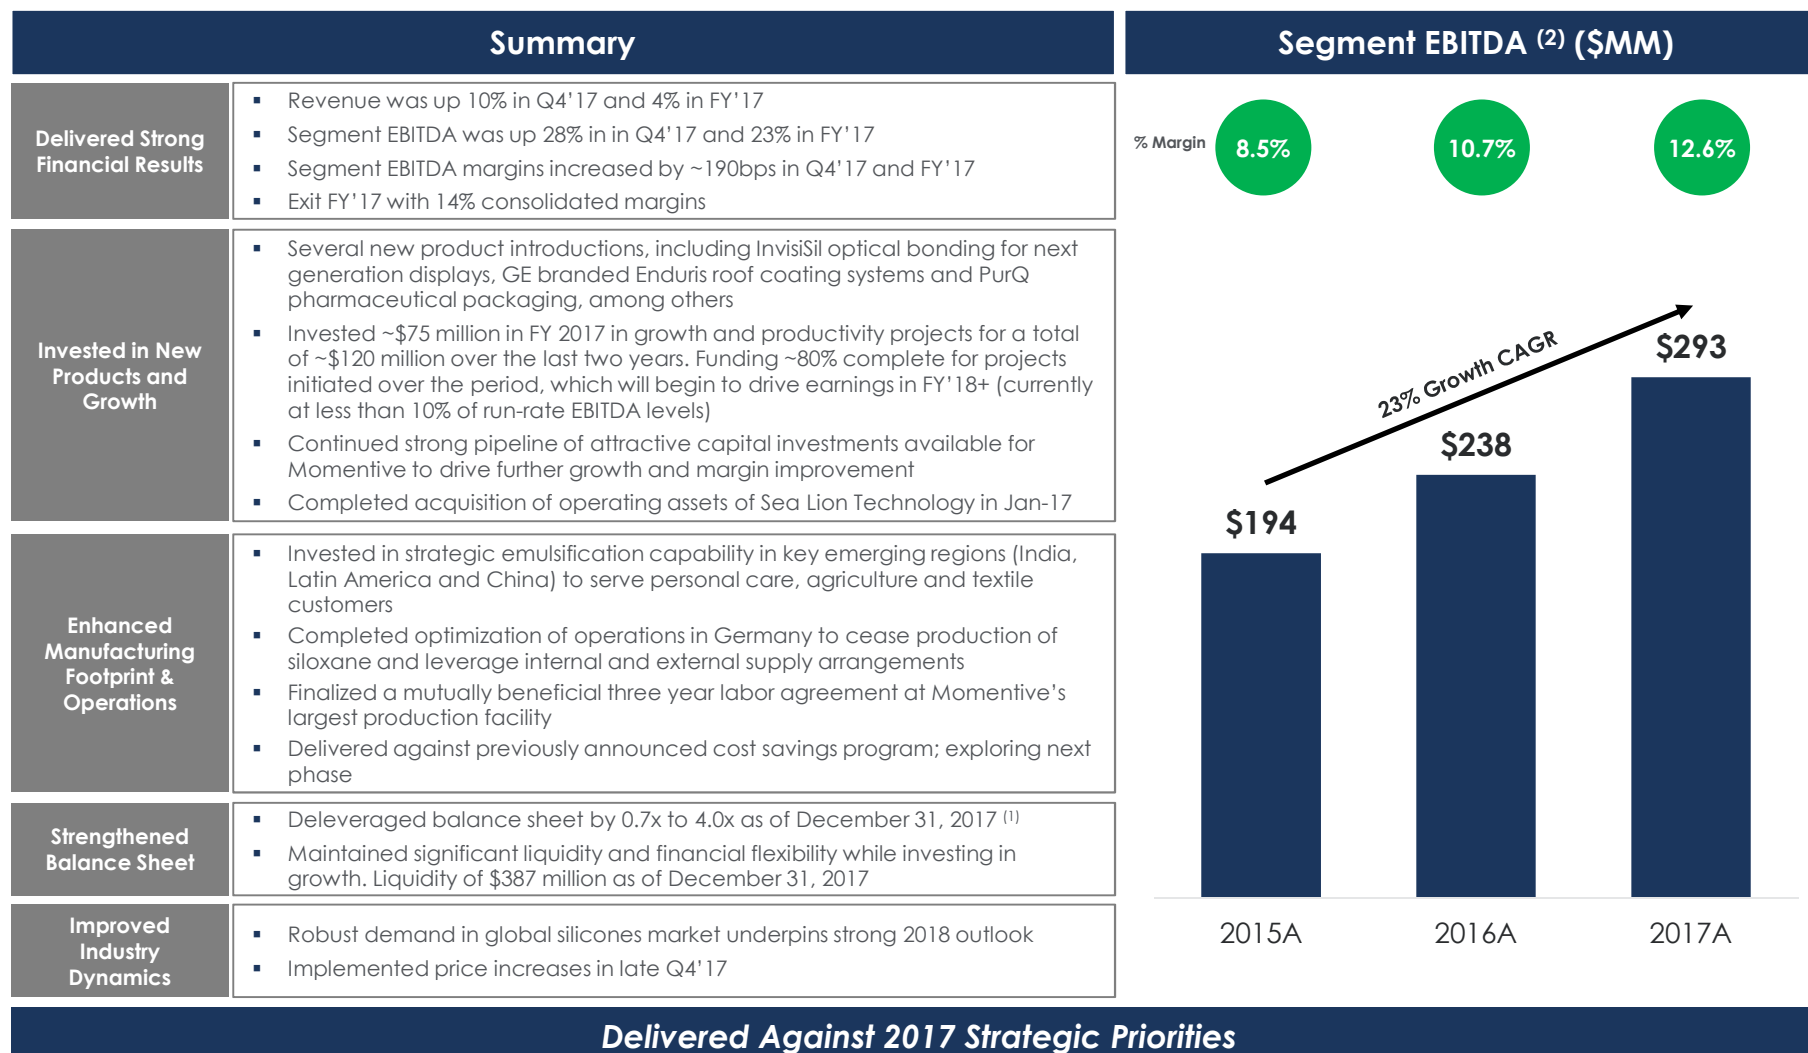 Summary
Delivered Strong
Financial Results
▪ Revenue was up 10% in Q4’17 and 4% in FY’17
▪ Segment EBITDA was up 28% in in Q4’17 and 23% in FY’17
▪ Segment EBITDA margins increased by ~190bps in Q4’17 and FY’17
▪ Exit FY’17 with 14% consolidated margins
Invested in New
Products and
Growth
▪ Several new product introductions, including InvisiSil optical bonding for next
generation displays, GE branded Enduris roof coating systems and PurQ
pharmaceutical packaging, among others
▪ Invested ~$75 million in FY 2017 in growth and productivity projects for a total
of ~$120 million over the last two years. Funding ~80% complete for projects
initiated over the period, which will begin to drive earnings in FY’18+ (currently
at less than 10% of run-rate EBITDA levels)
▪ Continued strong pipeline of attractive capital investments available for
Momentive to drive further growth and margin improvement
▪ Completed acquisition of operating assets of Sea Lion Technology in Jan-17
Enhanced
Manufacturing
Footprint &
Operations
▪ Invested in strategic emulsification capability in key emerging regions (India,
Latin America and China) to serve personal care, agriculture and textile
customers
▪ Completed optimization of operations in Germany to cease production of
siloxane and leverage internal and external supply arrangements
▪ Finalized a mutually beneficial three year labor agreement at Momentive’s
largest production facility
▪ Delivered against previously announced cost savings program; exploring next
phase
Strengthened
Balance Sheet
▪ Deleveraged balance sheet by 0.7x to 4.0x as of December 31, 2017 (1)
▪ Maintained significant liquidity and financial flexibility while investing in
growth. Liquidity of $387 million as of December 31, 2017
Improved
Industry
Dynamics
▪ Robust demand in global silicones market underpins strong 2018 outlook
▪ Implemented price increases in late Q4’17
Segment EBITDA (2) ($MM)
% Margin
8.5%
10.7%
12.6%
23% Growth CAGR
$194
$238
$293
2015A
2016A
2017A
Delivered Against 2017 Strategic Priorities